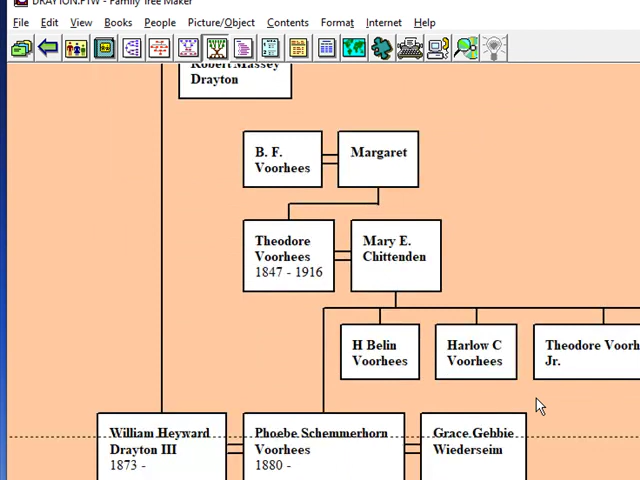 DRAYTON.FTW - Family Tree Maker
File Edit View Books People Picture/Object Contents Format Internet Help
Robert Massey
Drayton
B. F.
Voorhees
Margaret
Theodore
Voorhees
1847 - 1916
Mary E.
Chittenden
H Belin
Voorhees
Harlow C
Voorhees
Theodore Voorh
Jr.
William Heyward
Drayton III
1873 -
Phoebe Schemmerhorn
Voorhees
1880 -
Grace Gebbie
Wiederseim